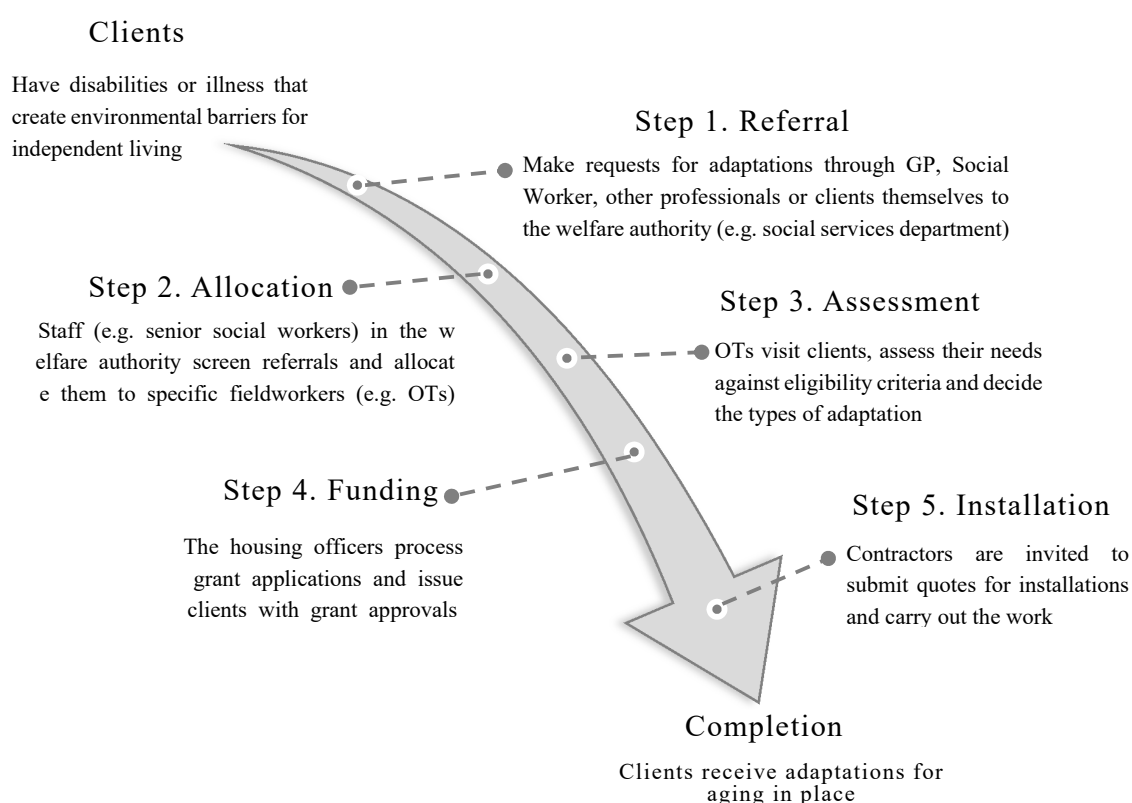 Clients
Have disabilities or illness that
create environmental barriers for
independent living
Step 1. Referral
Make requests for adaptations through GP, Social
Worker, other professionals or clients themselves to
the welfare authority (e.g. social services department)
Step 2. Allocation
Staff (e.g. senior social workers) in the w
elfare authority screen referrals and allocat
e them to specific fieldworkers (e.g. OTs)
Step 3. Assessment
OTs visit clients, assess their needs
against eligibility criteria and decide
the types of adaptation
Step 4. Funding
The housing officers process
grant applications and issue
clients with grant approvals
Step 5. Installation
Contractors are invited to
submit quotes for installations
and carry out the work
Completion
Clients receive adaptations for
aging in place